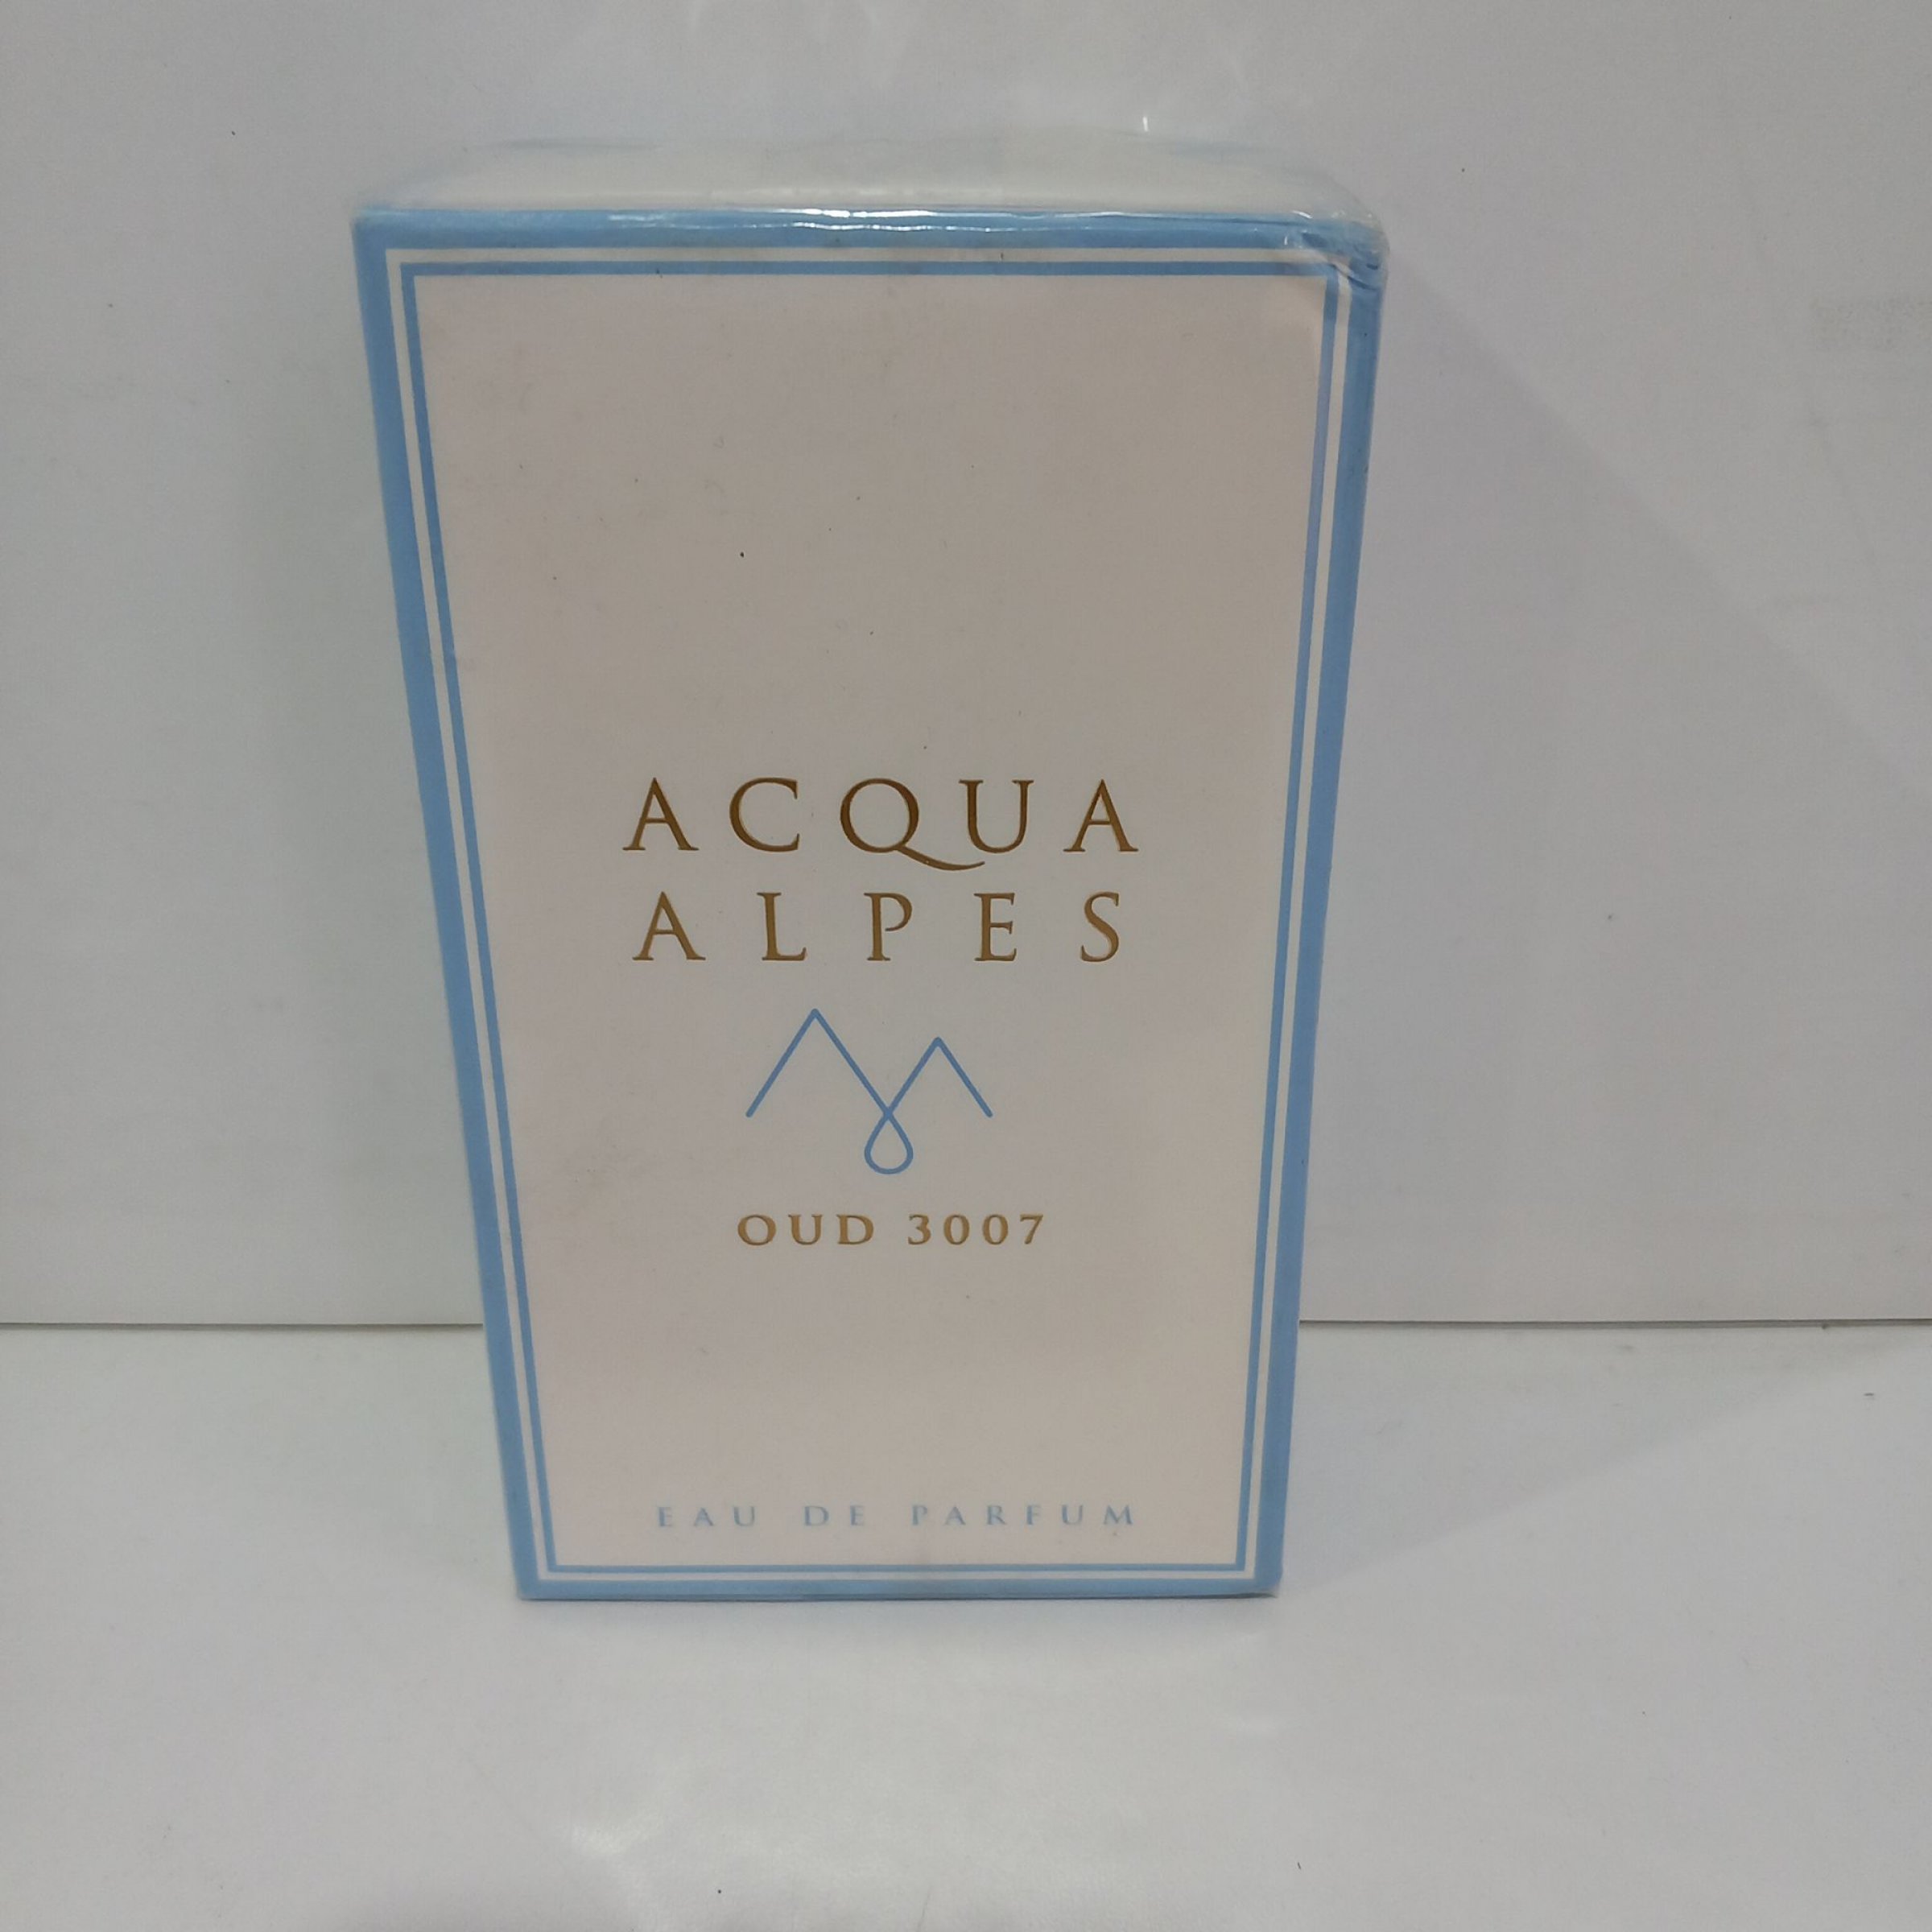 ACQUA
ALPES
OUD 3007
EAU DE PARFUM